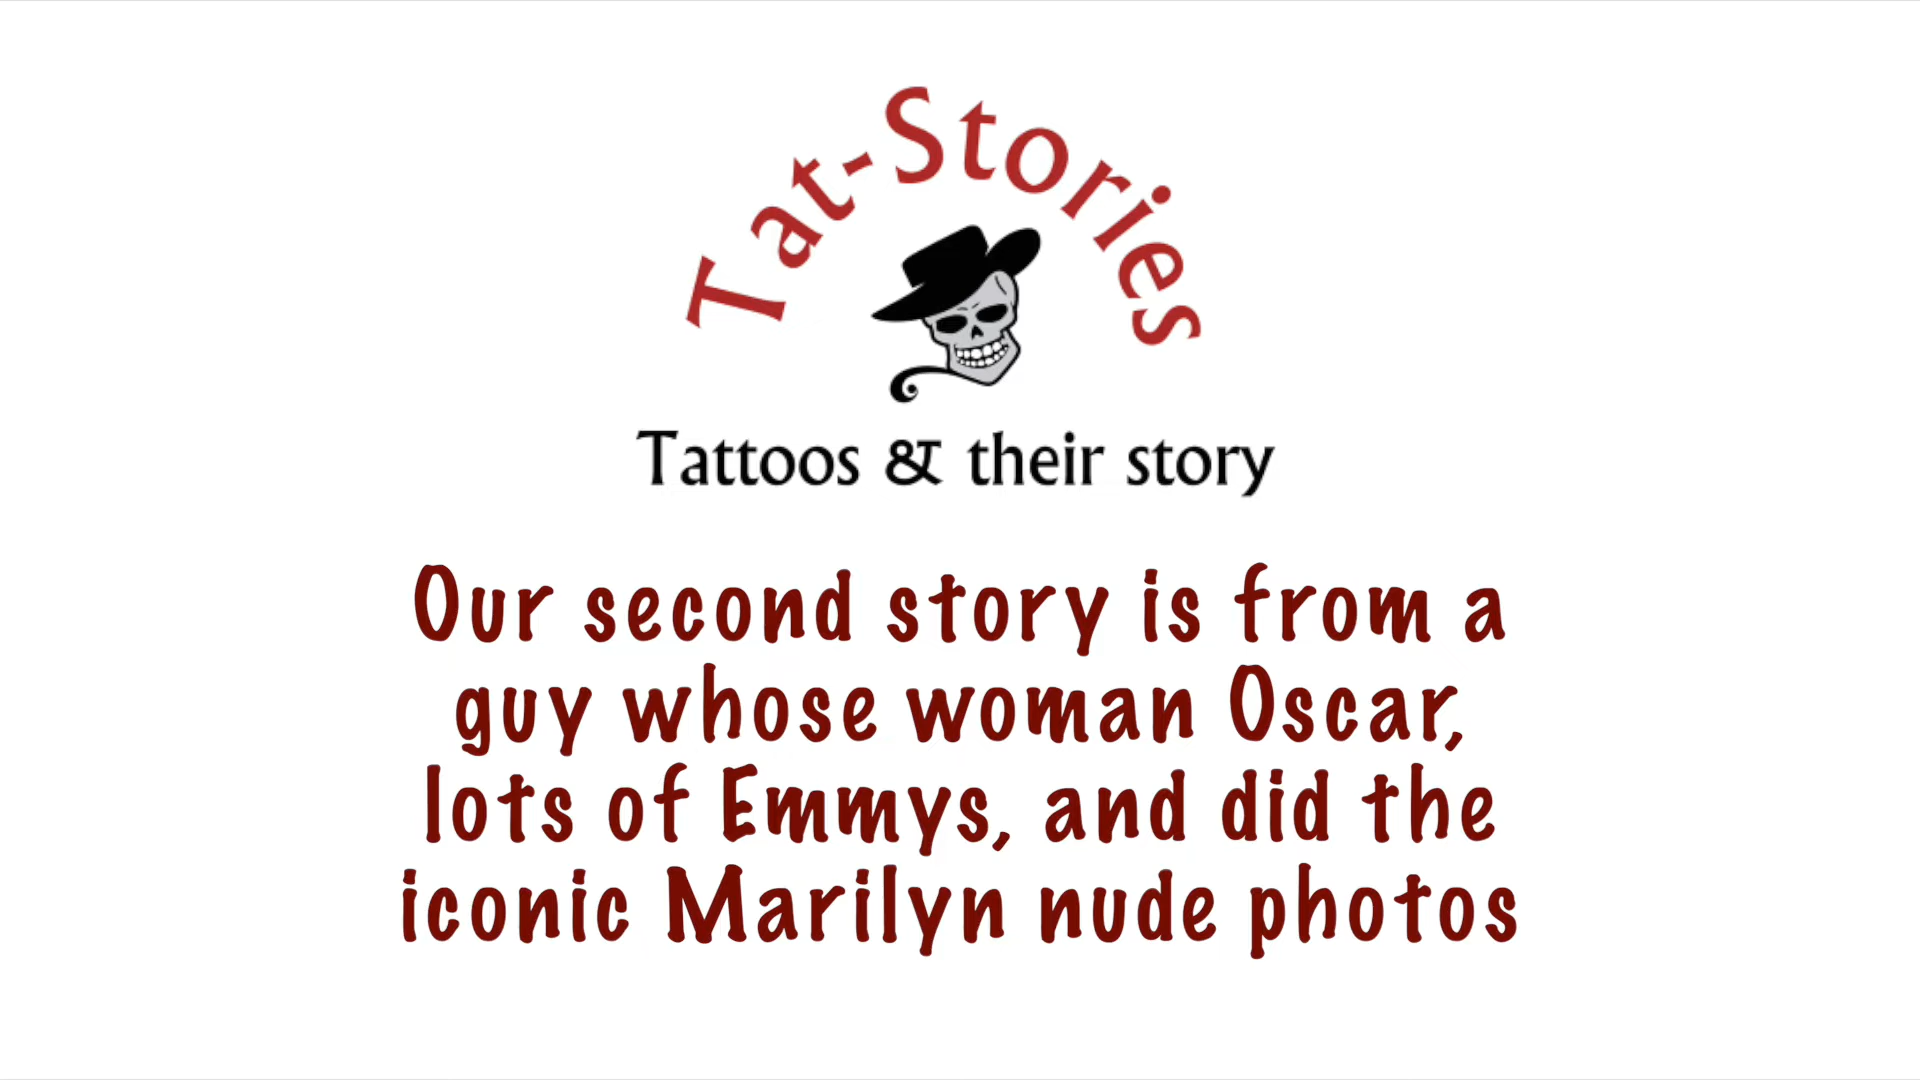 Tat-Stories
Tattoos & their story
Our second story is from a
guy whose woman Oscar,
lots of Emmys, and did the
iconic Marilyn nude photos